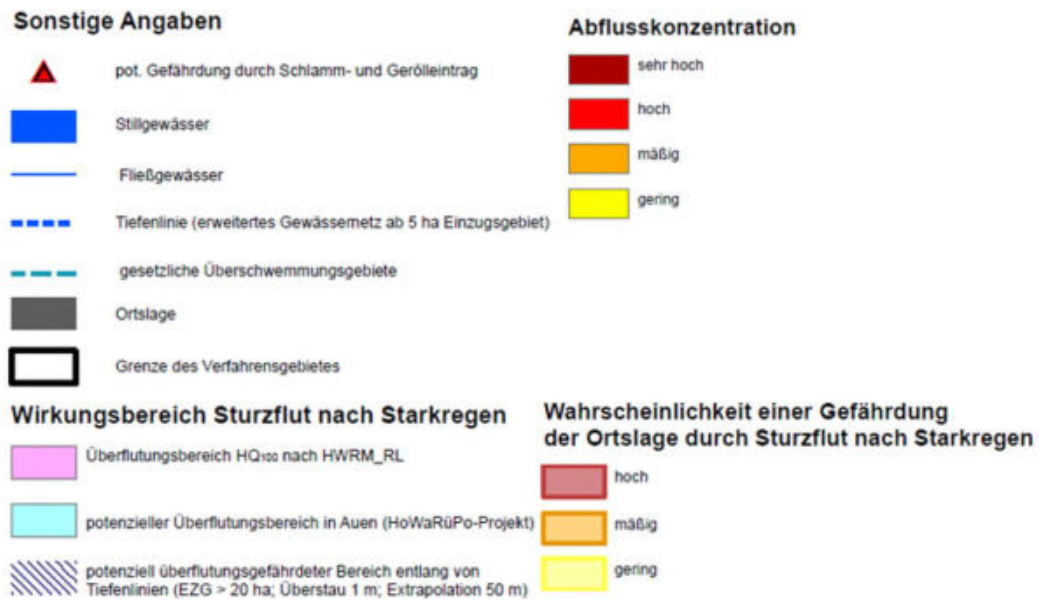 Sonstige Angaben
pot. Gefährdung durch Schlamm- und Gerölleintrag
Stillgewässer
Fließgewässer
Tiefenlinie (erweitertes Gewässernetz ab 5 ha Einzugsgebiet)
gesetzliche Überschwemmungsgebiete
Ortslage
Grenze des Verfahrensgebietes
Abflusskonzentration
sehr hoch
hoch
mäßig
gering
Wirkungsbereich Sturzflut nach Starkregen
Überflutungsbereich HQ100 nach HWRM_RL
potenzieller Überflutungsbereich in Auen (HoWaRüPo-Projekt)
potenziell überflutungsgefährdeter Bereich entlang von
Tiefenlinien (EZG > 20 ha; Überstau 1 m; Extrapolation 50 m)
Wahrscheinlichkeit einer Gefährdung
der Ortslage durch Sturzflut nach Starkregen
hoch
mäßig
gering